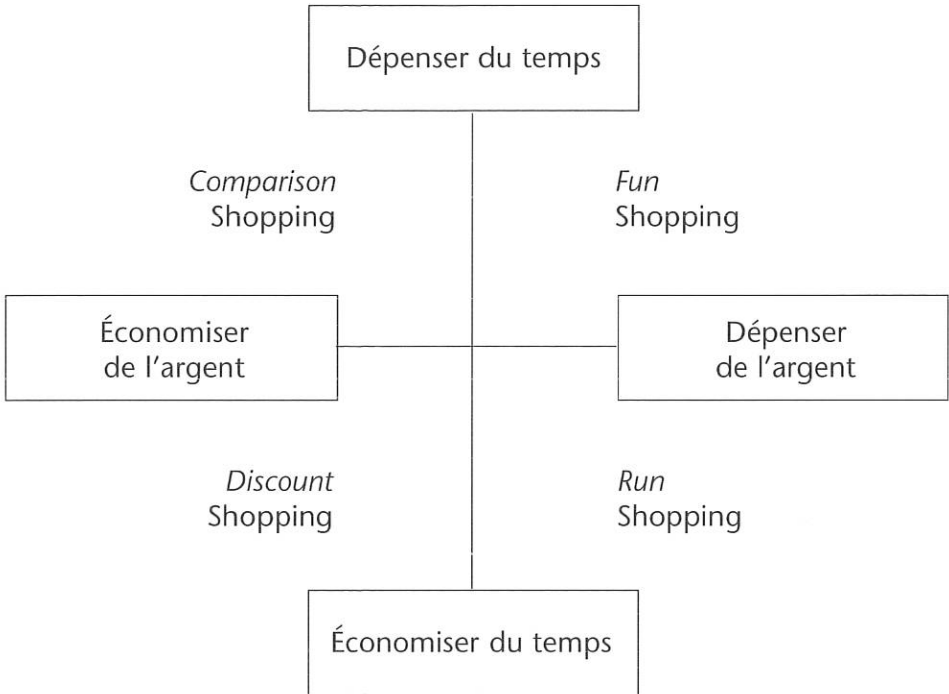 Dépenser du temps
Comparison
Shopping
Fun
Shopping
Économiser
de l'argent
Dépenser
de l'argent
Discount
Shopping
Run
Shopping
Économiser du temps